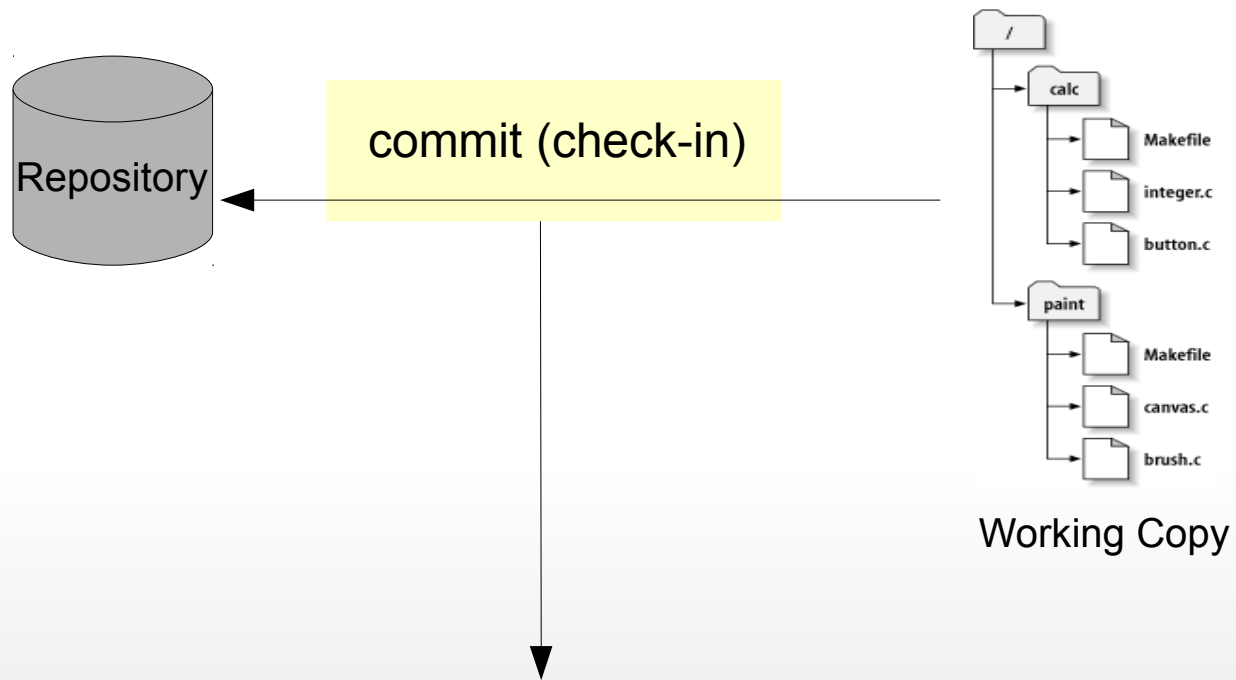 Repository
commit (check-in)
/
calc
Makefile
integer.c
button.c
paint
Makefile
canvas.c
brush.c
Working Copy